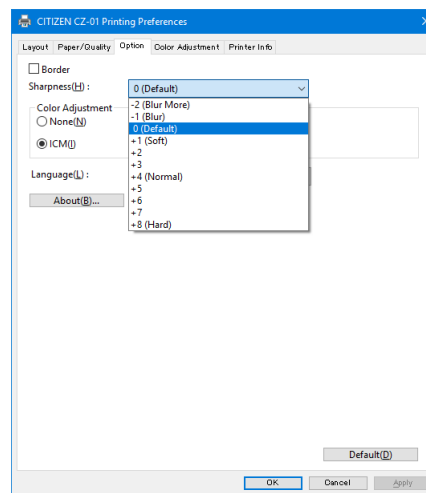 CITIZEN CZ-01 Printing Preferences
Layout Paper/Quality Option Color Adjustment Printer Info
Border
Sharpness(H) :
0 (Default)
-2 (Blur More)
-1 (Blur)
0 (Default)
+1 (Soft)
+2
+3
+4 (Normal)
+5
+6
+7
+8 (Hard)
Color Adjustment
None(N)
ICM(I)
Language(L) :
About(B)...
Default(D)
OK Cancel Apply